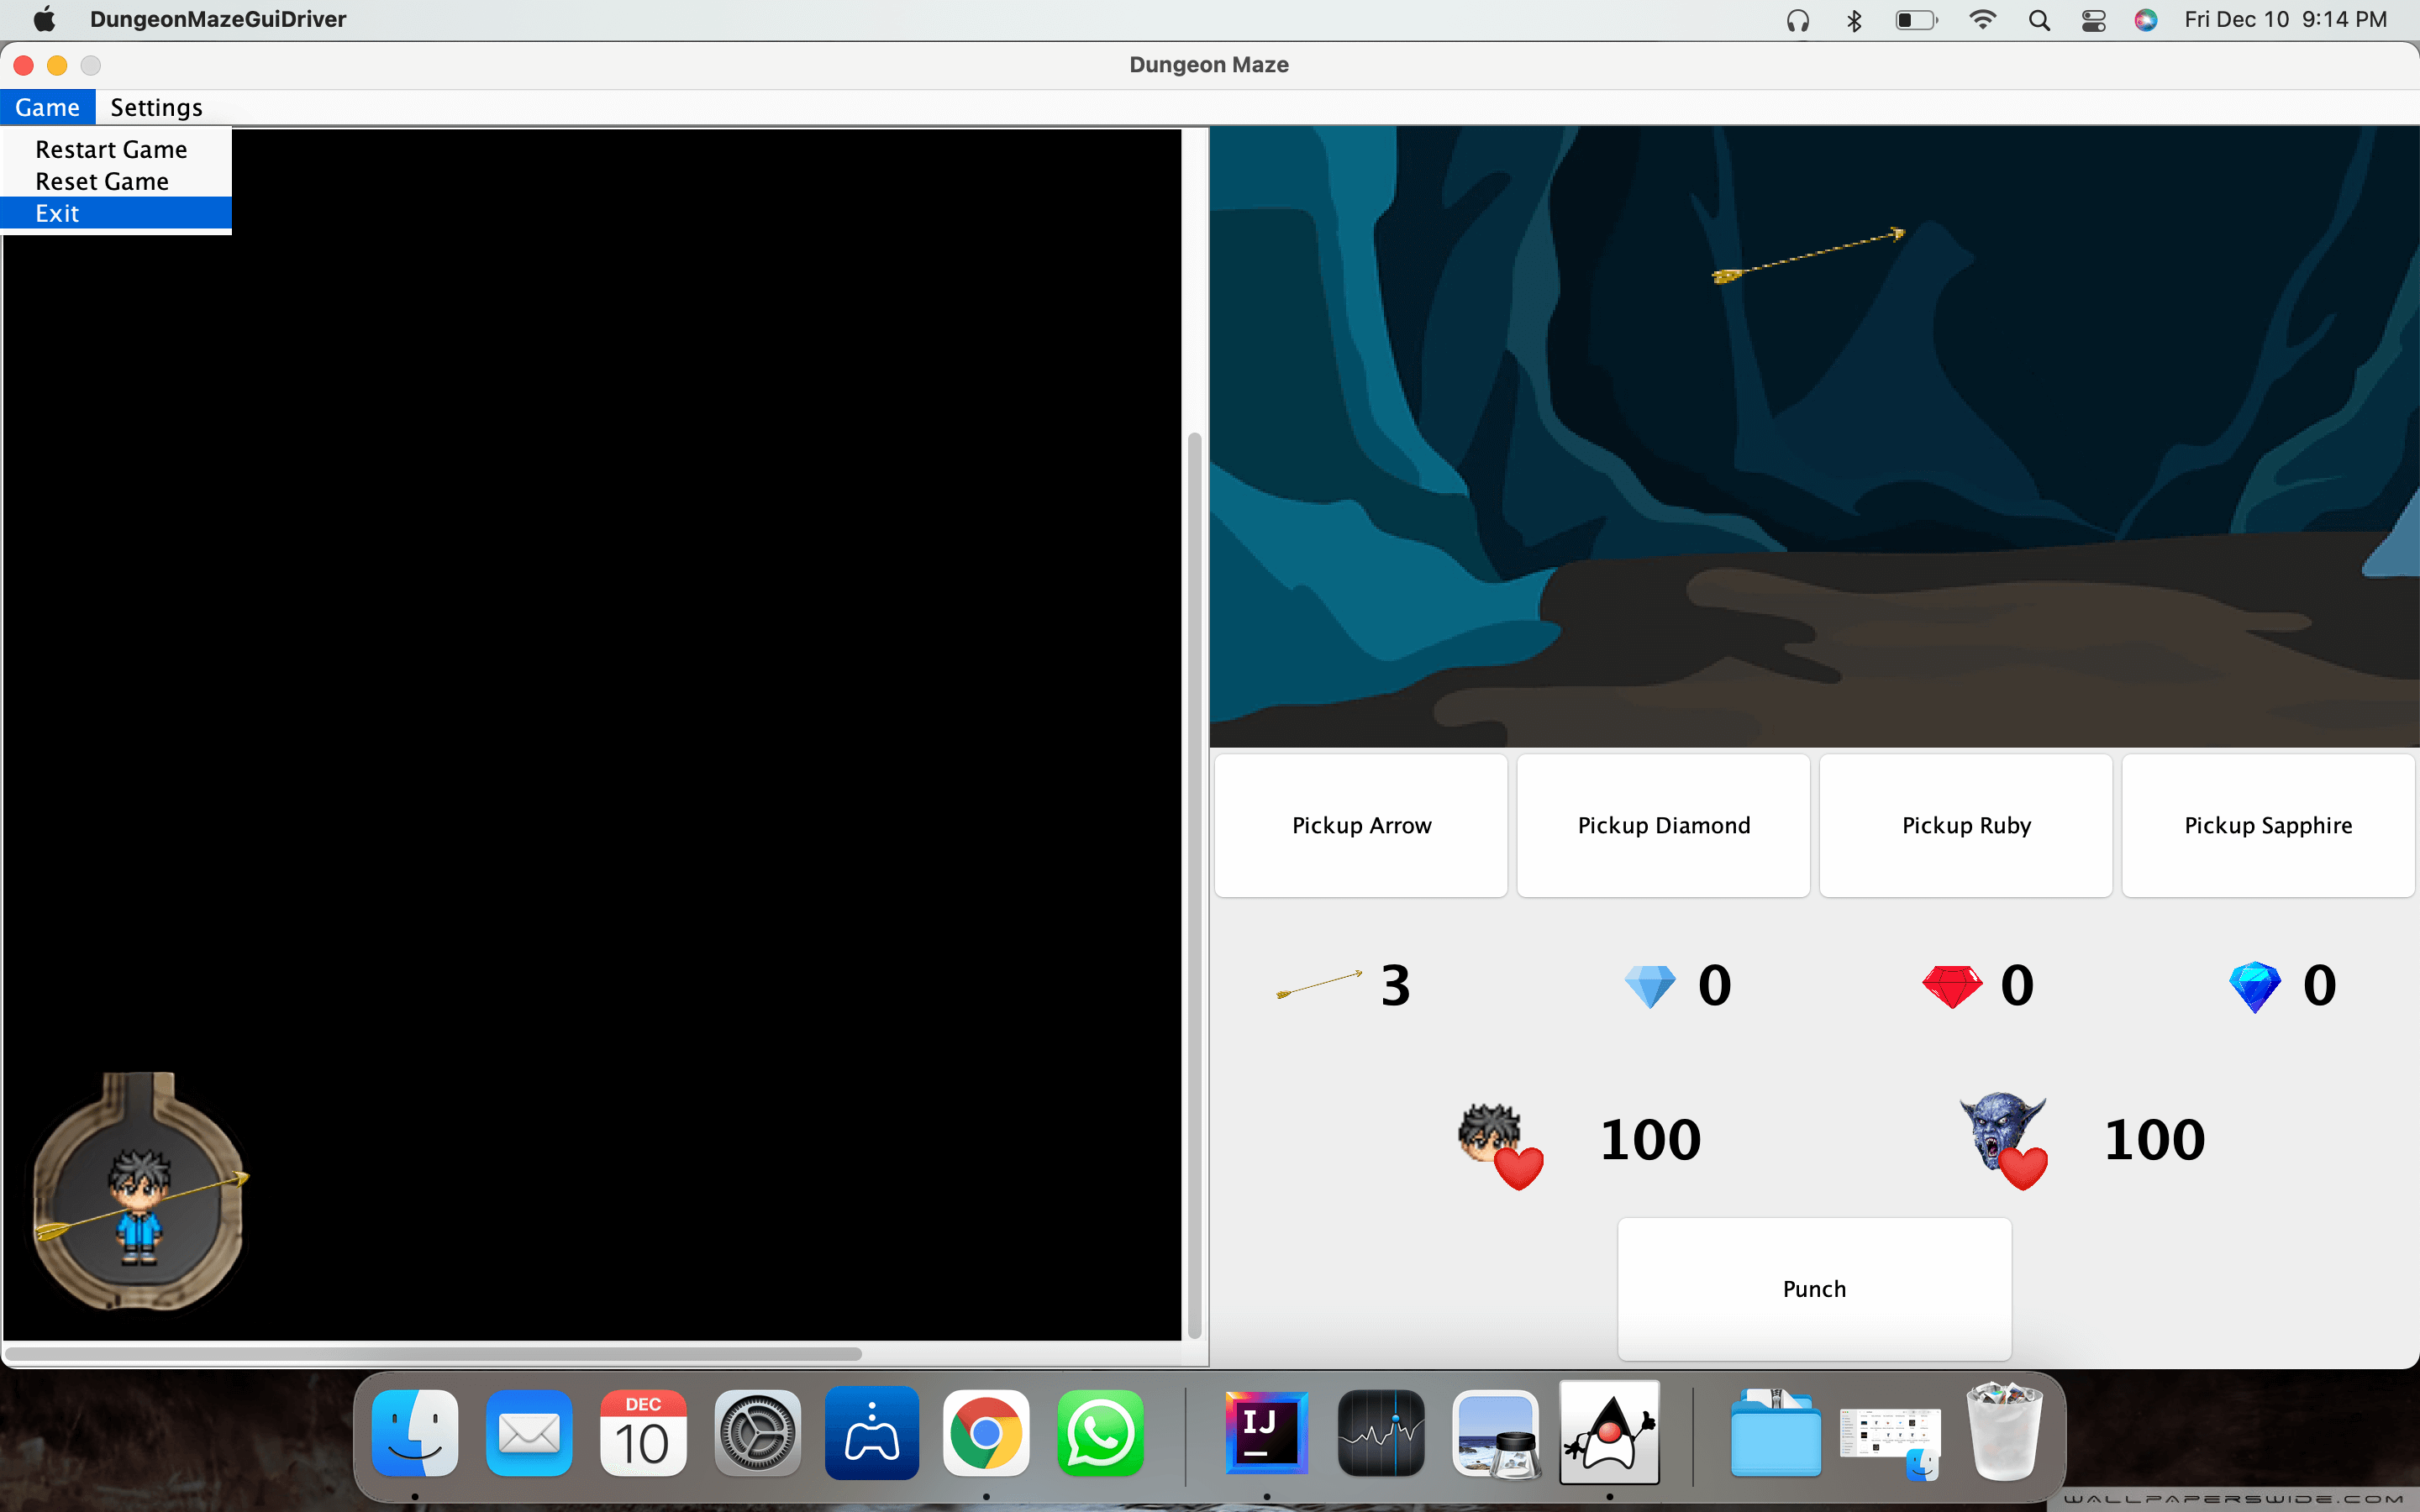 DungeonMazeGuiDriver
Fri Dec 10 9:14 PM
Dungeon Maze
Game Settings
Restart Game
Reset Game
Exit
Pickup Arrow
Pickup Diamond
Pickup Ruby
Pickup Sapphire
3
0
0
0
100
100
Punch
DEC
10
IJ
WALLPAPERSWIDE.COM